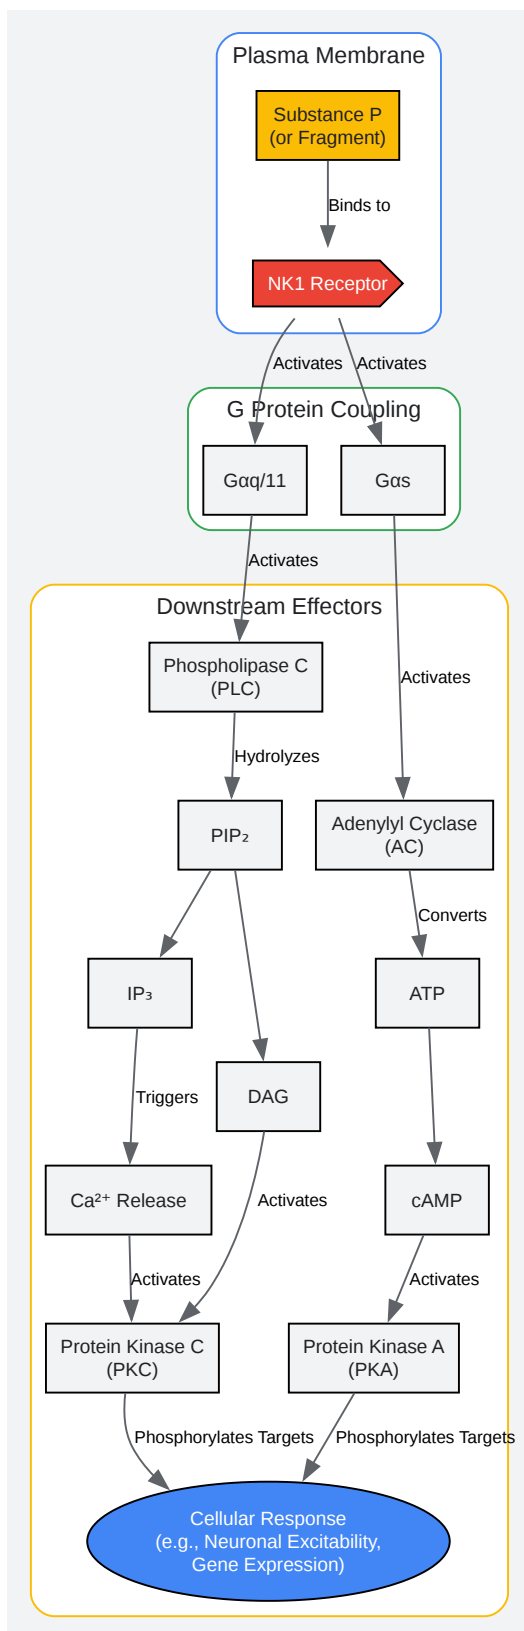 Plasma Membrane
Substance P
(or Fragment)
Binds to
NK1 Receptor
Activates
Activates
G Protein Coupling
Gαq/11
Gαs
Activates
Downstream Effectors
Phospholipase C
(PLC)
Activates
Hydrolyzes
PIP₂
Adenylyl Cyclase
(AC)
Converts
IP₃
ATP
DAG
Triggers
Ca²⁺ Release
Activates
cAMP
Activates
Activates
Protein Kinase C
(PKC)
Protein Kinase A
(PKA)
Phosphorylates Targets
Phosphorylates Targets
Cellular Response
(e.g., Neuronal Excitability,
Gene Expression)